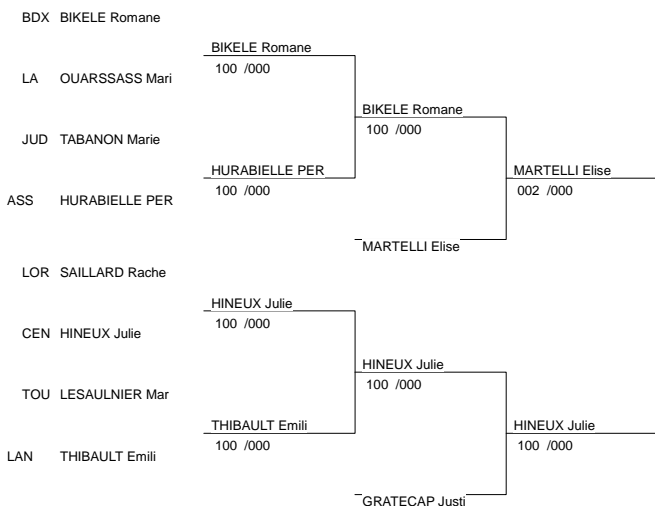 BDX BIKELE Romane
BIKELE Romane
100 /000
LA OUARSSASS Mari
BIKELE Romane
100 /000
JUD TABANON Marie
HURABIELLE PER
100 /000
MARTELLI Elise
002 /000
ASS HURABIELLE PER
MARTELLI Elise
LOR SAILLARD Rache
HINEUX Julie
100 /000
CEN HINEUX Julie
HINEUX Julie
100 /000
TOU LESAULNIER Mar
THIBAULT Emili
100 /000
HINEUX Julie
100 /000
LAN THIBAULT Emili
GRATECAP Justi